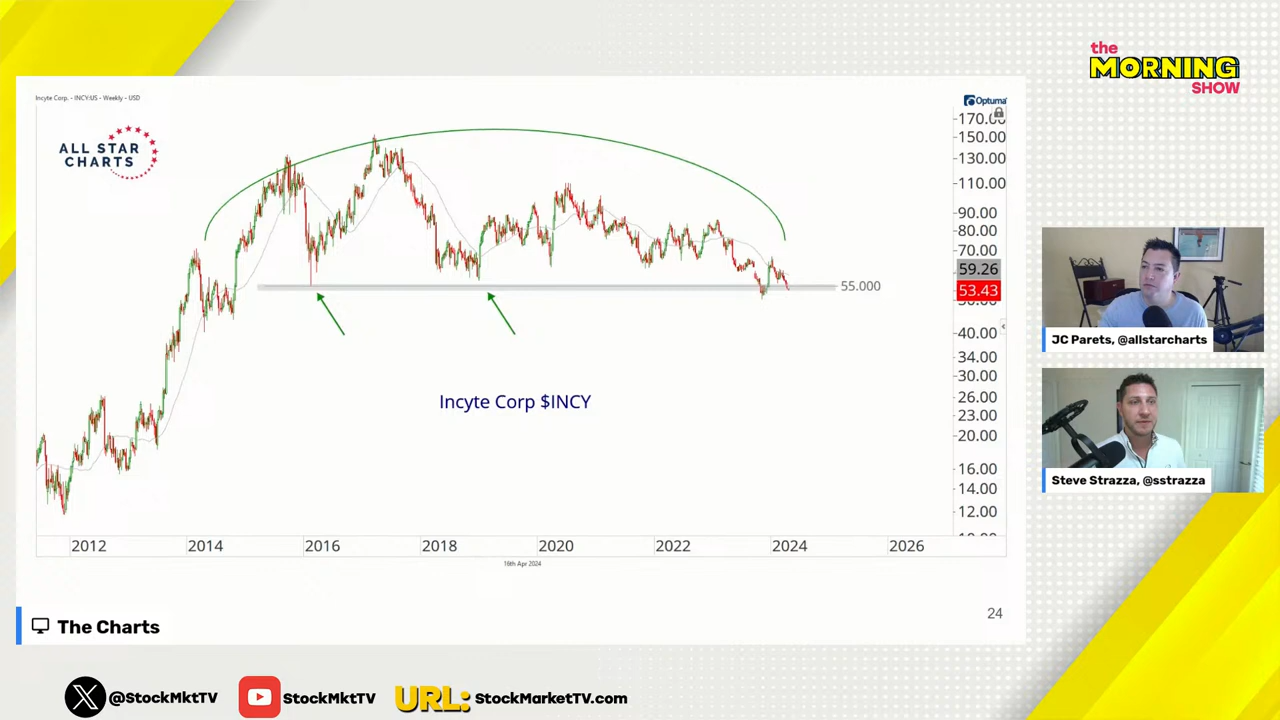 the
MORNING
SHOW
Incyte Corp. - INCY:US - Weekly - USD
Optuma
ALL STAR
CHARTS
170.00
150.00
130.00
110.00
90.00
80.00
70.00
59.26
55.000
53.43
40.00
34.00
30.00
26.00
23.00
20.00
16.00
14.00
12.00
Incyte Corp $INCY
2012 2014 2016 2018 2020 2022 2024 2026
16th Apr 2024
JC Parets, @allstarcharts
Steve Strazza, @sstrazza
24
The Charts
@StockMktTV
StockMktTV
URL: StockMarketTV.com